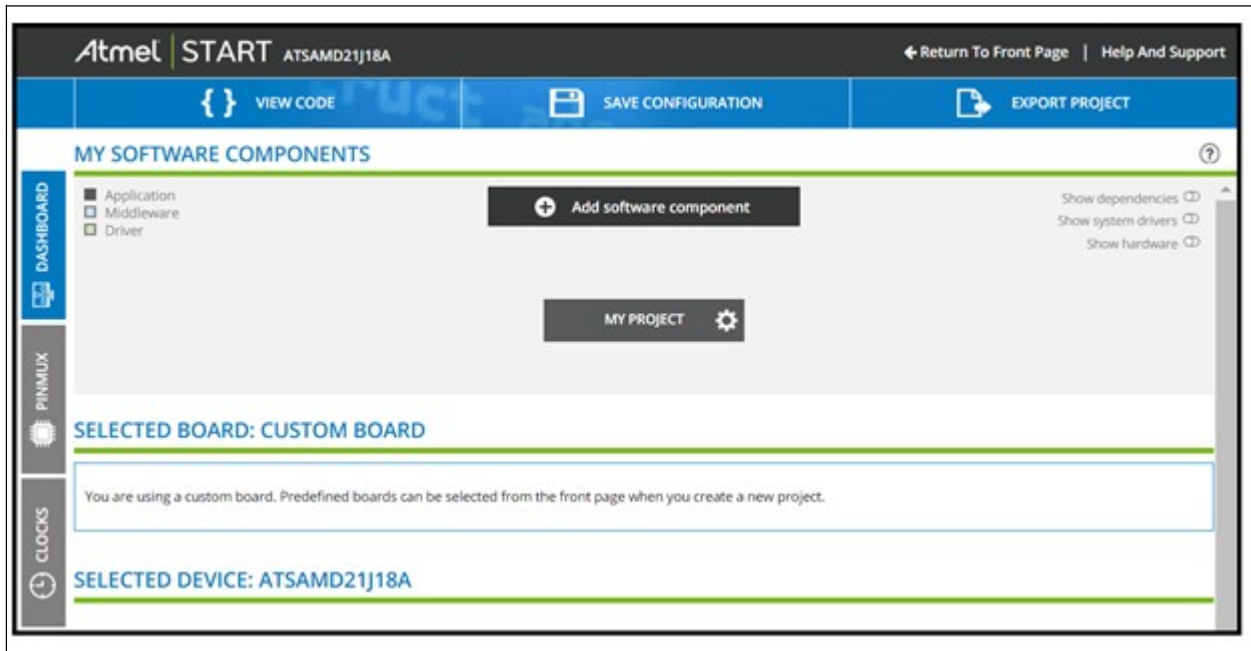 Atmel START ATSAMD21J18A
Return To Front Page | Help And Support
{ } VIEW CODE
SAVE CONFIGURATION
EXPORT PROJECT
MY SOFTWARE COMPONENTS
?
DASHBOARD
Application
Middleware
Driver
Add software component
Show dependencies
Show system drivers
Show hardware
MY PROJECT
PINMUX
SELECTED BOARD: CUSTOM BOARD
You are using a custom board. Predefined boards can be selected from the front page when you create a new project.
CLOCKS
SELECTED DEVICE: ATSAMD21J18A